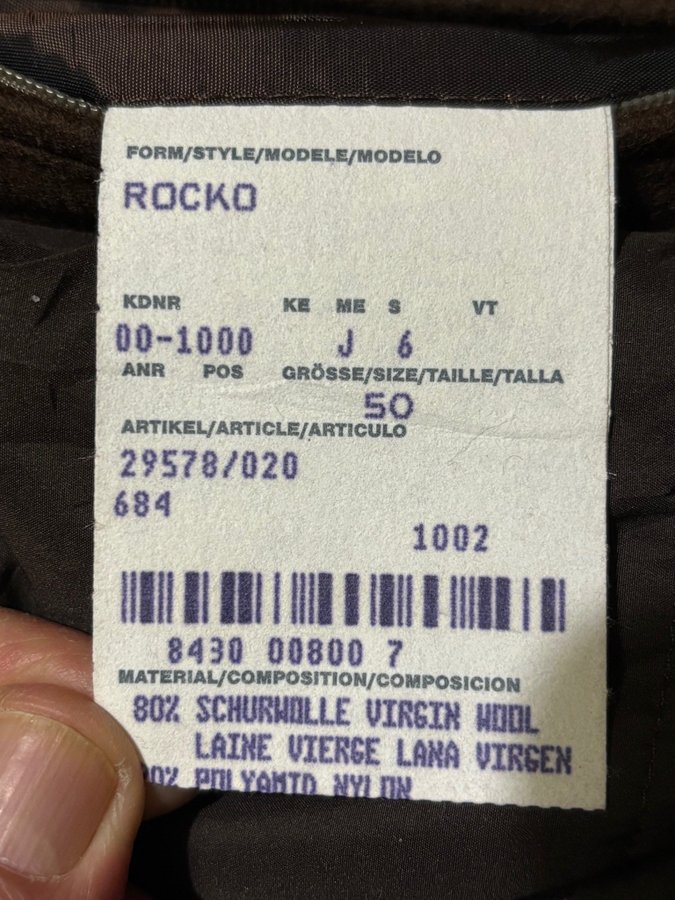 FORM/STYLE/MODELE/MODELO
ROCKO
KDNR KE ME S VT
00-1000 J 6
ANR POS GRÖSSE/SIZE/TAILLE/TALLA
50
ARTIKEL/ARTICLE/ARTICULO
29578/020
684
1002
8430 00800 7
MATERIAL/COMPOSITION/COMPOSICION
80% SCHURWOLLE VIRGIN WOOL
LAINE VIERGE LANA VIRGEN
POLYAMID NYLON